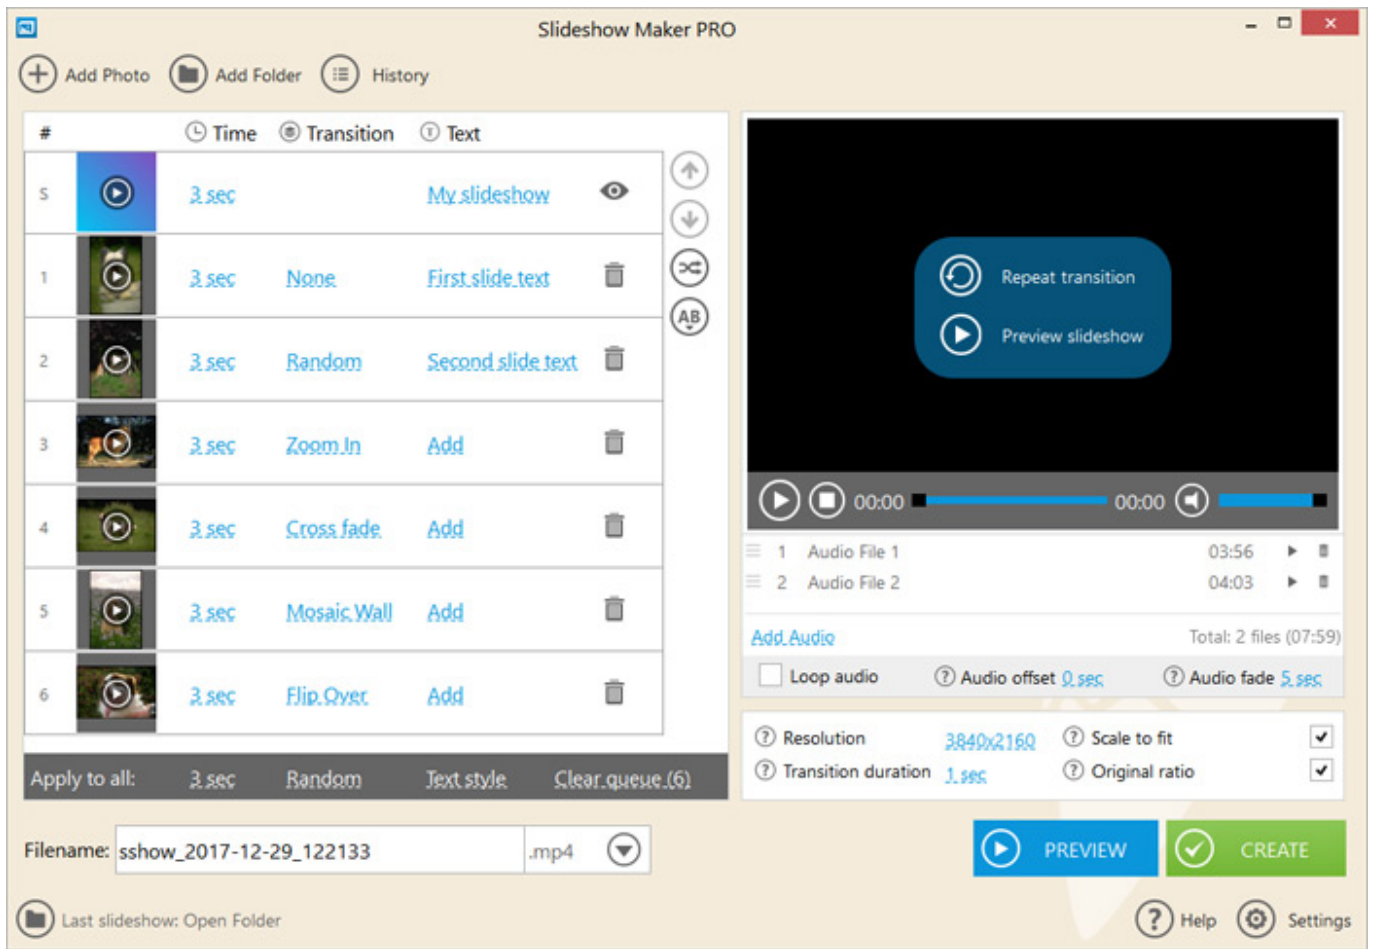 Slideshow Maker PRO
Add Photo Add Folder History
# Time Transition Text
S 3 sec My slideshow
1 3 sec None First slide text
2 3 sec Random Second slide text
3 3 sec Zoom In Add
4 3 sec Cross fade Add
5 3 sec Mosaic Wall Add
6 3 sec Flip Over Add
AB
Apply to all: 3 sec Random Text style Clear queue (6)
Repeat transition
Preview slideshow
00:00 00:00
1 Audio File 1 03:56
2 Audio File 2 04:03
Add Audio Total: 2 files (07:59)
Loop audio ? Audio offset 0 sec ? Audio fade 5 sec
? Resolution 3840x2160 ? Scale to fit
? Transition duration 1 sec ? Original ratio
Filename: sshow_2017-12-29_122133 .mp4
PREVIEW CREATE
Last slideshow: Open Folder
? Help Settings